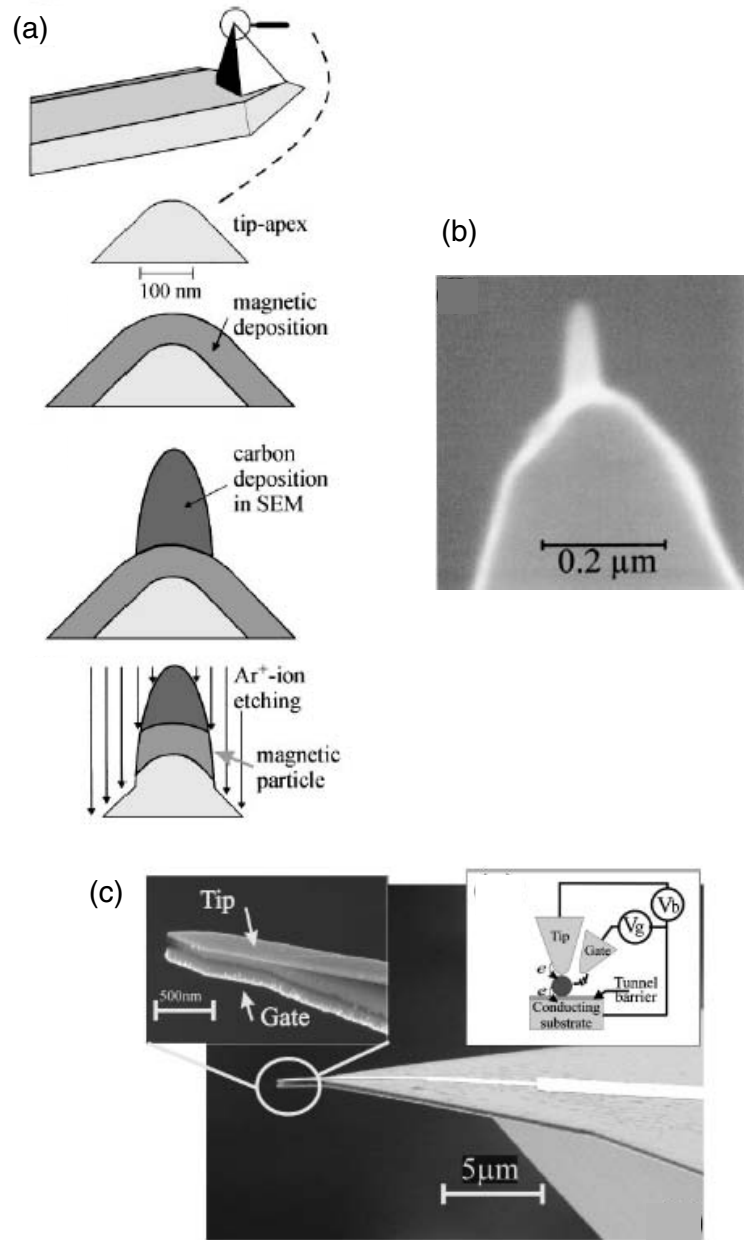 (a)
tip-apex
100 nm
magnetic
deposition
carbon
deposition
in SEM
Ar⁺-ion
etching
magnetic
particle
(b)
0.2 µm
(c)
Tip
500nm
Gate
Vb
Vg
Tip
Gate
e
e
Tunnel
barrier
Conducting
substrate
5µm